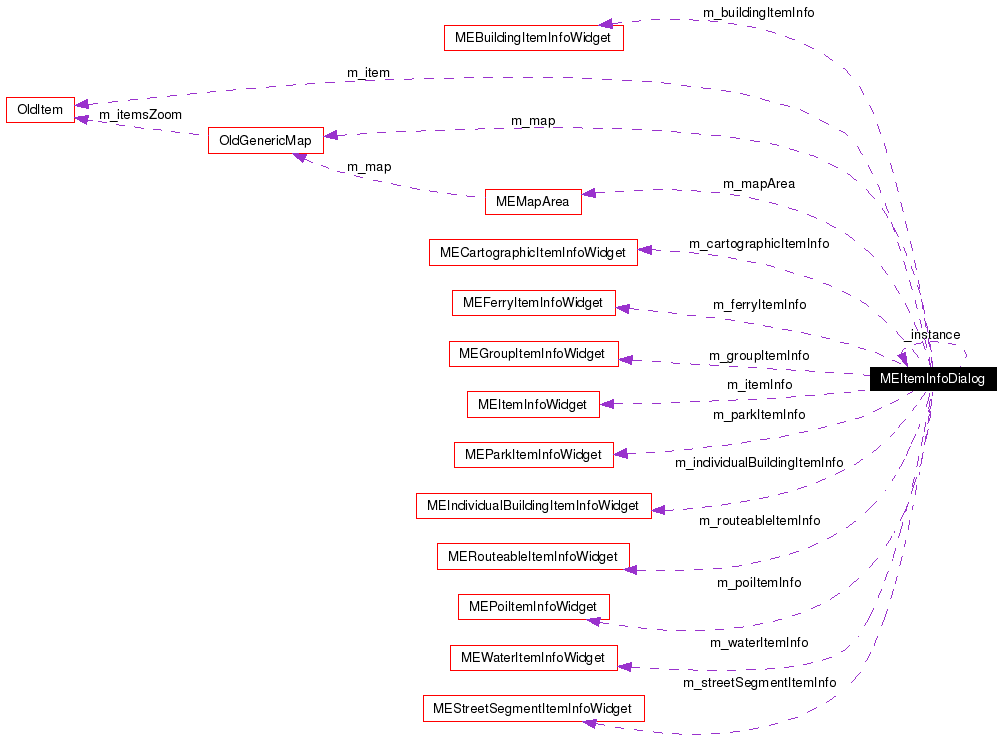 m_buildingItemInfo
MEBuildingItemInfoWidget
m_item
OldItem
m_itemsZoom
m_map
OldGenericMap
m_map
m_mapArea
MEMapArea
m_cartographicItemInfo
MECartographicItemInfoWidget
m_ferryItemInfo
MEFerryItemInfoWidget
_instance
m_groupItemInfo
MEGroupItemInfoWidget
MEItemInfoDialog
m_itemInfo
MEItemInfoWidget
m_parkItemInfo
MEParkItemInfoWidget
m_individualBuildingItemInfo
MEIndividualBuildingItemInfoWidget
m_routeableItemInfo
MERouteableItemInfoWidget
m_poiItemInfo
MEPoiItemInfoWidget
m_waterItemInfo
MEWaterItemInfoWidget
m_streetSegmentItemInfo
MEStreetSegmentItemInfoWidget